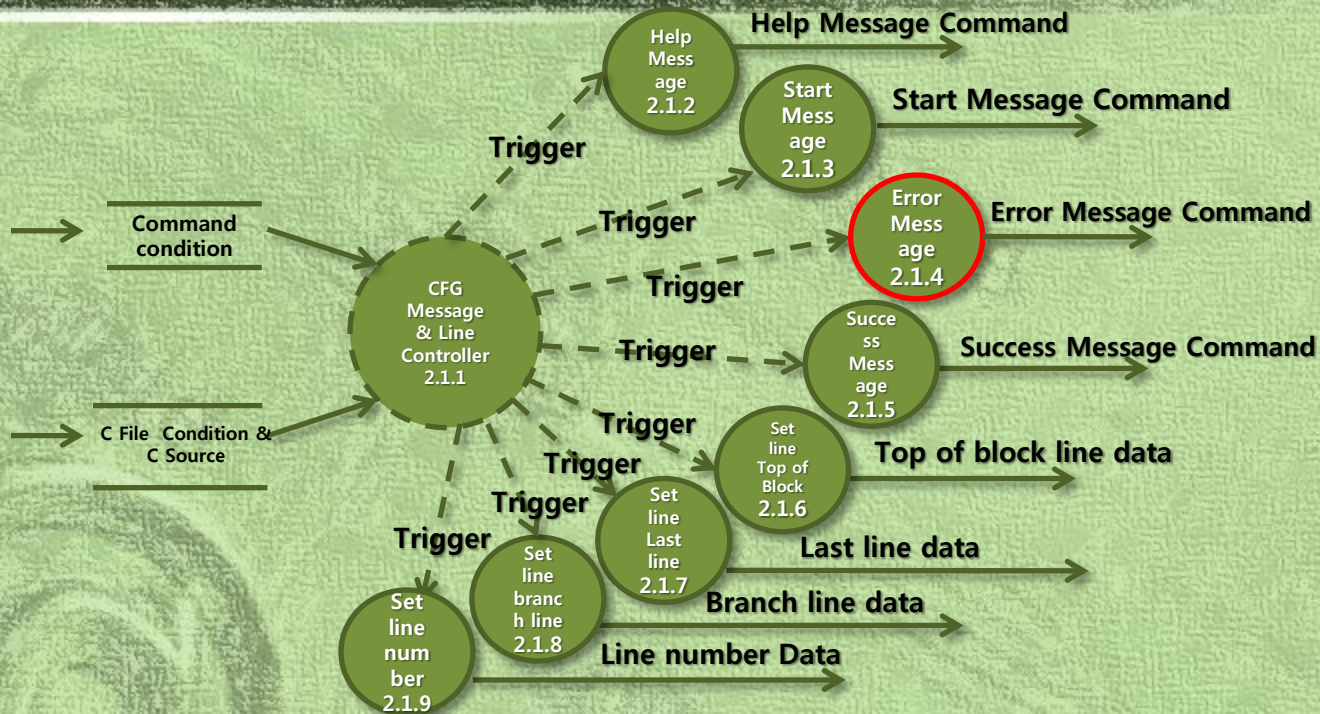 Help
Mess
age
2.1.2
Help Message Command
Start
Mess
age
2.1.3
Start Message Command
Trigger
Error
Mess
age
2.1.4
Error Message Command
Trigger
Command
condition
Trigger
CFG
Message
& Line
Controller
2.1.1
Succe
ss
Mess
age
2.1.5
Success Message Command
Trigger
C File  Condition &
C Source
Trigger
Set
line
Top of
Block
2.1.6
Top of block line data
Trigger
Set
line
Last
line
2.1.7
Last line data
Trigger
Set
line
branc
h line
2.1.8
Branch line data
Trigger
Set
line
num
ber
2.1.9
Line number Data